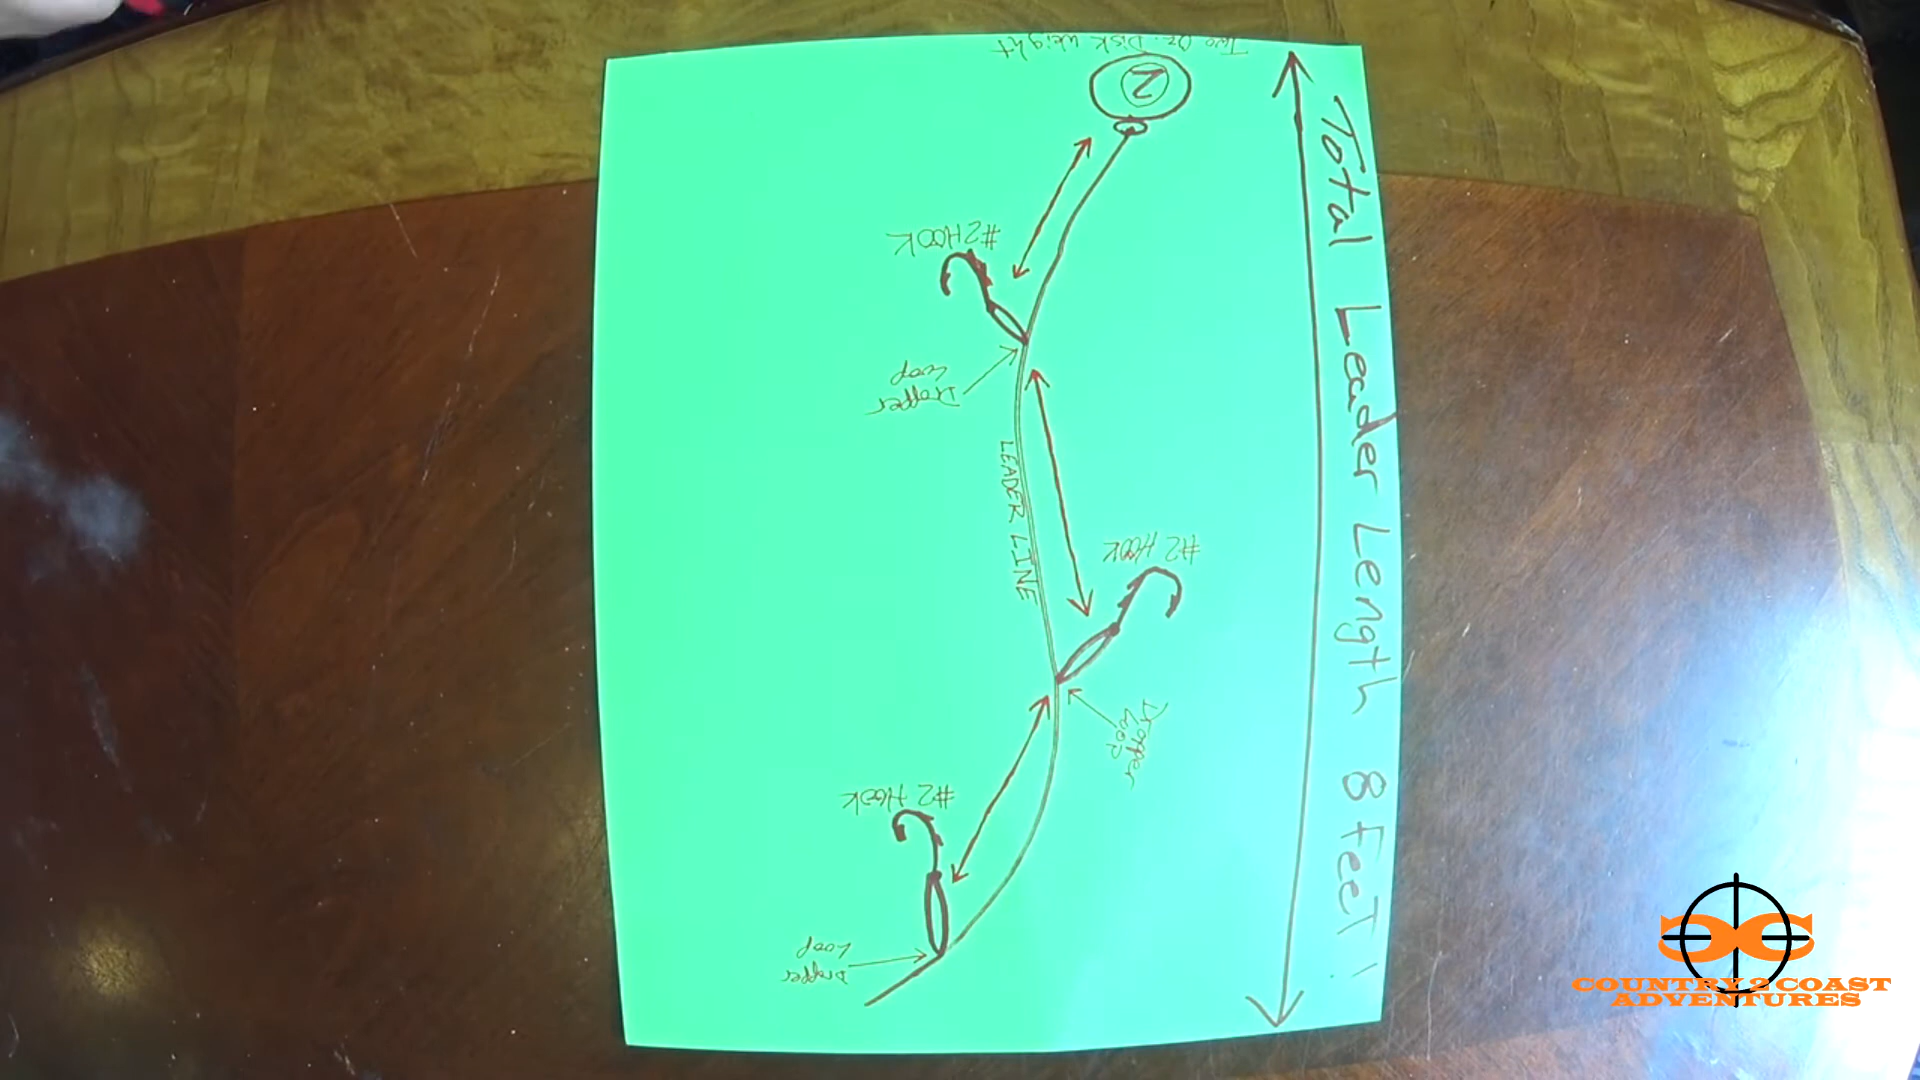 Two Oz. Disk Weight
2
#2 HOOK
Dropper
Loop
LEADER LINE
#2 HOOK
Dropper
Loop
#2 HOOK
Dropper
Loop
Total Leader Length 8 FeeT!
COUNTRY 2 COAST
ADVENTURES